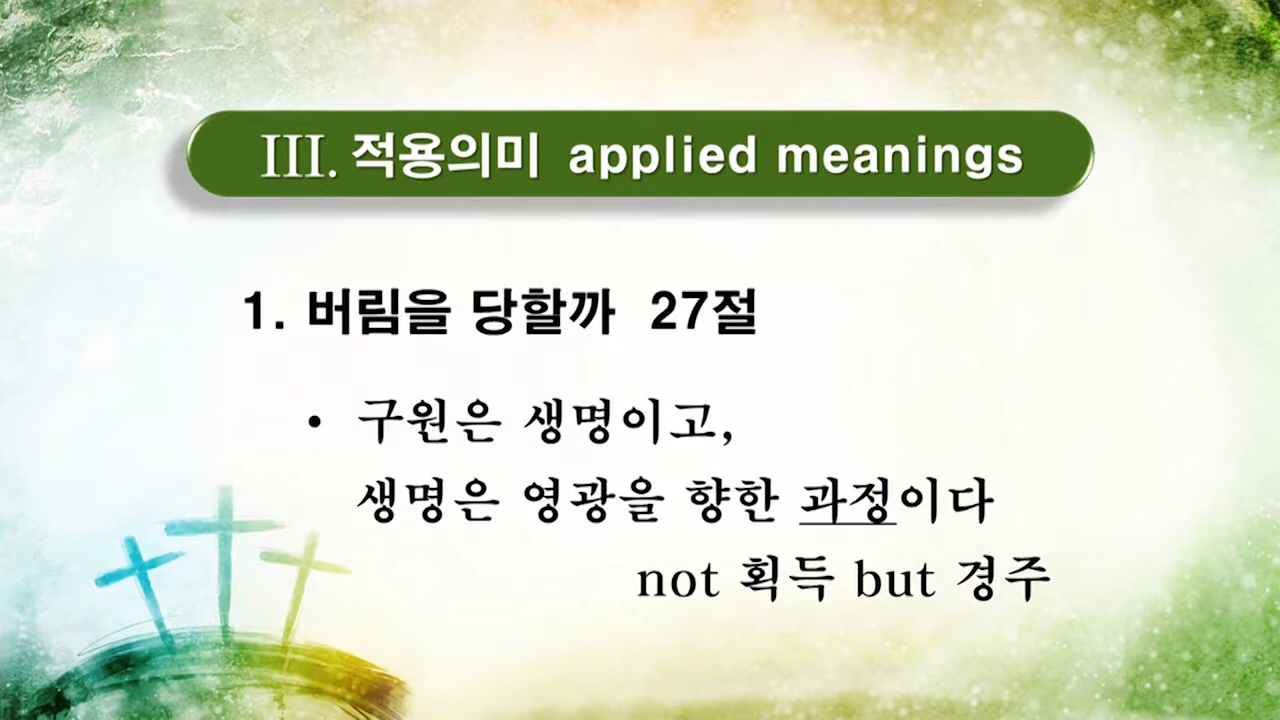 III. 적용의미 applied meanings
1. 버림을 당할까 27절
• 구원은 생명이고,
생명은 영광을 향한 과정이다
not 획득 but 경주